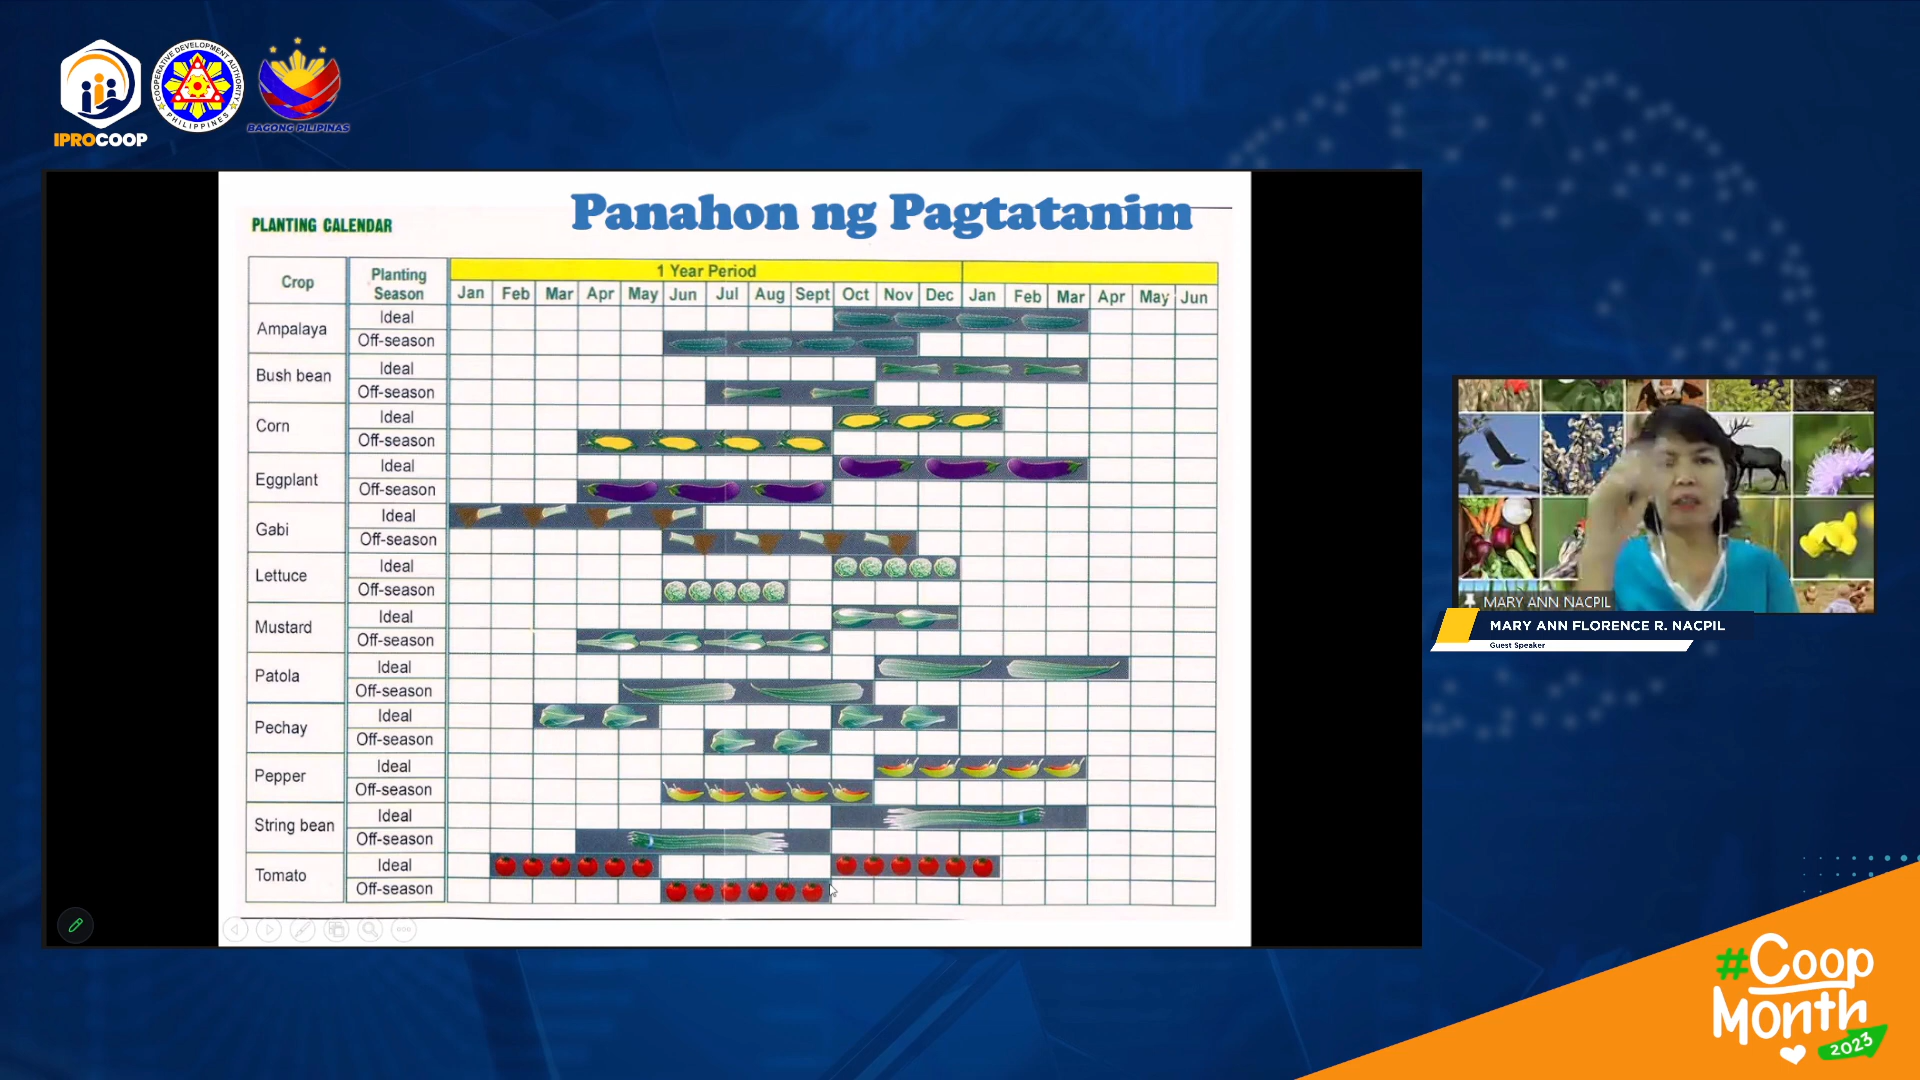 IPROCOOP
COOPERATIVE DEVELOPMENT AUTHORITY
PHILIPPINES
BAGONG PILIPINAS
Panahon ng Pagtatanim
PLANTING CALENDAR
Crop Planting Season 1 Year Period
Jan Feb Mar Apr May Jun Jul Aug Sept Oct Nov Dec Jan Feb Mar Apr May Jun
Ampalaya Ideal
Off-season
Bush bean Ideal
Off-season
Corn Ideal
Off-season
Eggplant Ideal
Off-season
Gabi Ideal
Off-season
Lettuce Ideal
Off-season
Mustard Ideal
Off-season
Patola Ideal
Off-season
Pechay Ideal
Off-season
Pepper Ideal
Off-season
String bean Ideal
Off-season
Tomato Ideal
Off-season
MARY ANN NACPIL
MARY ANN FLORENCE R. NACPIL
Guest Speaker
#Coop
Month
2023